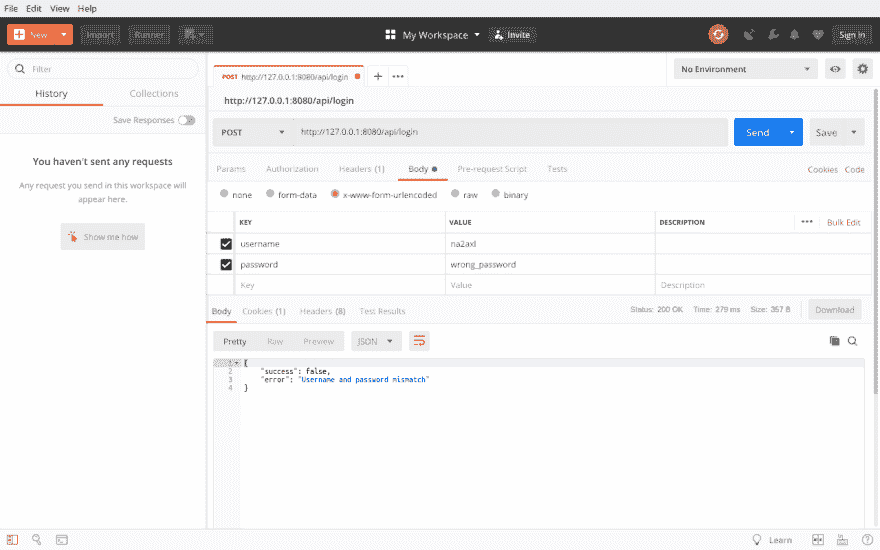 File Edit View Help
New Import Runner My Workspace Invite Sign In
Filter
History Collections
Save Responses
You haven't sent any requests
Any request you send in this workspace will
appear here.
Show me how
POST http://127.0.0.1:8080/api/login
No Environment
http://127.0.0.1:8080/api/login
POST http://127.0.0.1:8080/api/login Send Save
Params Authorization Headers (1) Body Pre-request Script Tests Cookies Code
none form-data x-www-form-urlencoded raw binary
KEY VALUE DESCRIPTION Bulk Edit
username na2axl
password wrong_password
Key Value Description
Body Cookies (1) Headers (8) Test Results Status: 200 OK Time: 279 ms Size: 357 B Download
Pretty Raw Preview JSON
1 {
2 "success": false,
3 "error": "Username and password mismatch"
4 }
Learn